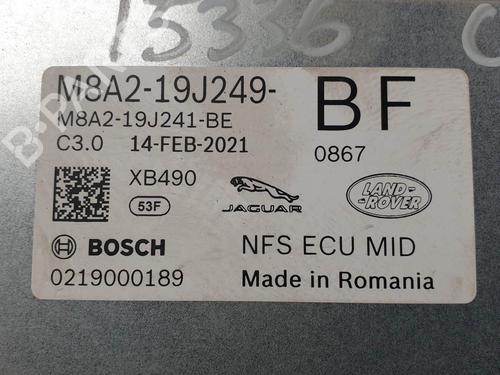 15336 C
M8A2-19J249- BF
M8A2-19J241-BE
C3.0 14-FEB-2021 0867
XB490
53F
JAGUAR
LAND-
ROVER
BOSCH NFS ECU MID
0219000189 Made in Romania